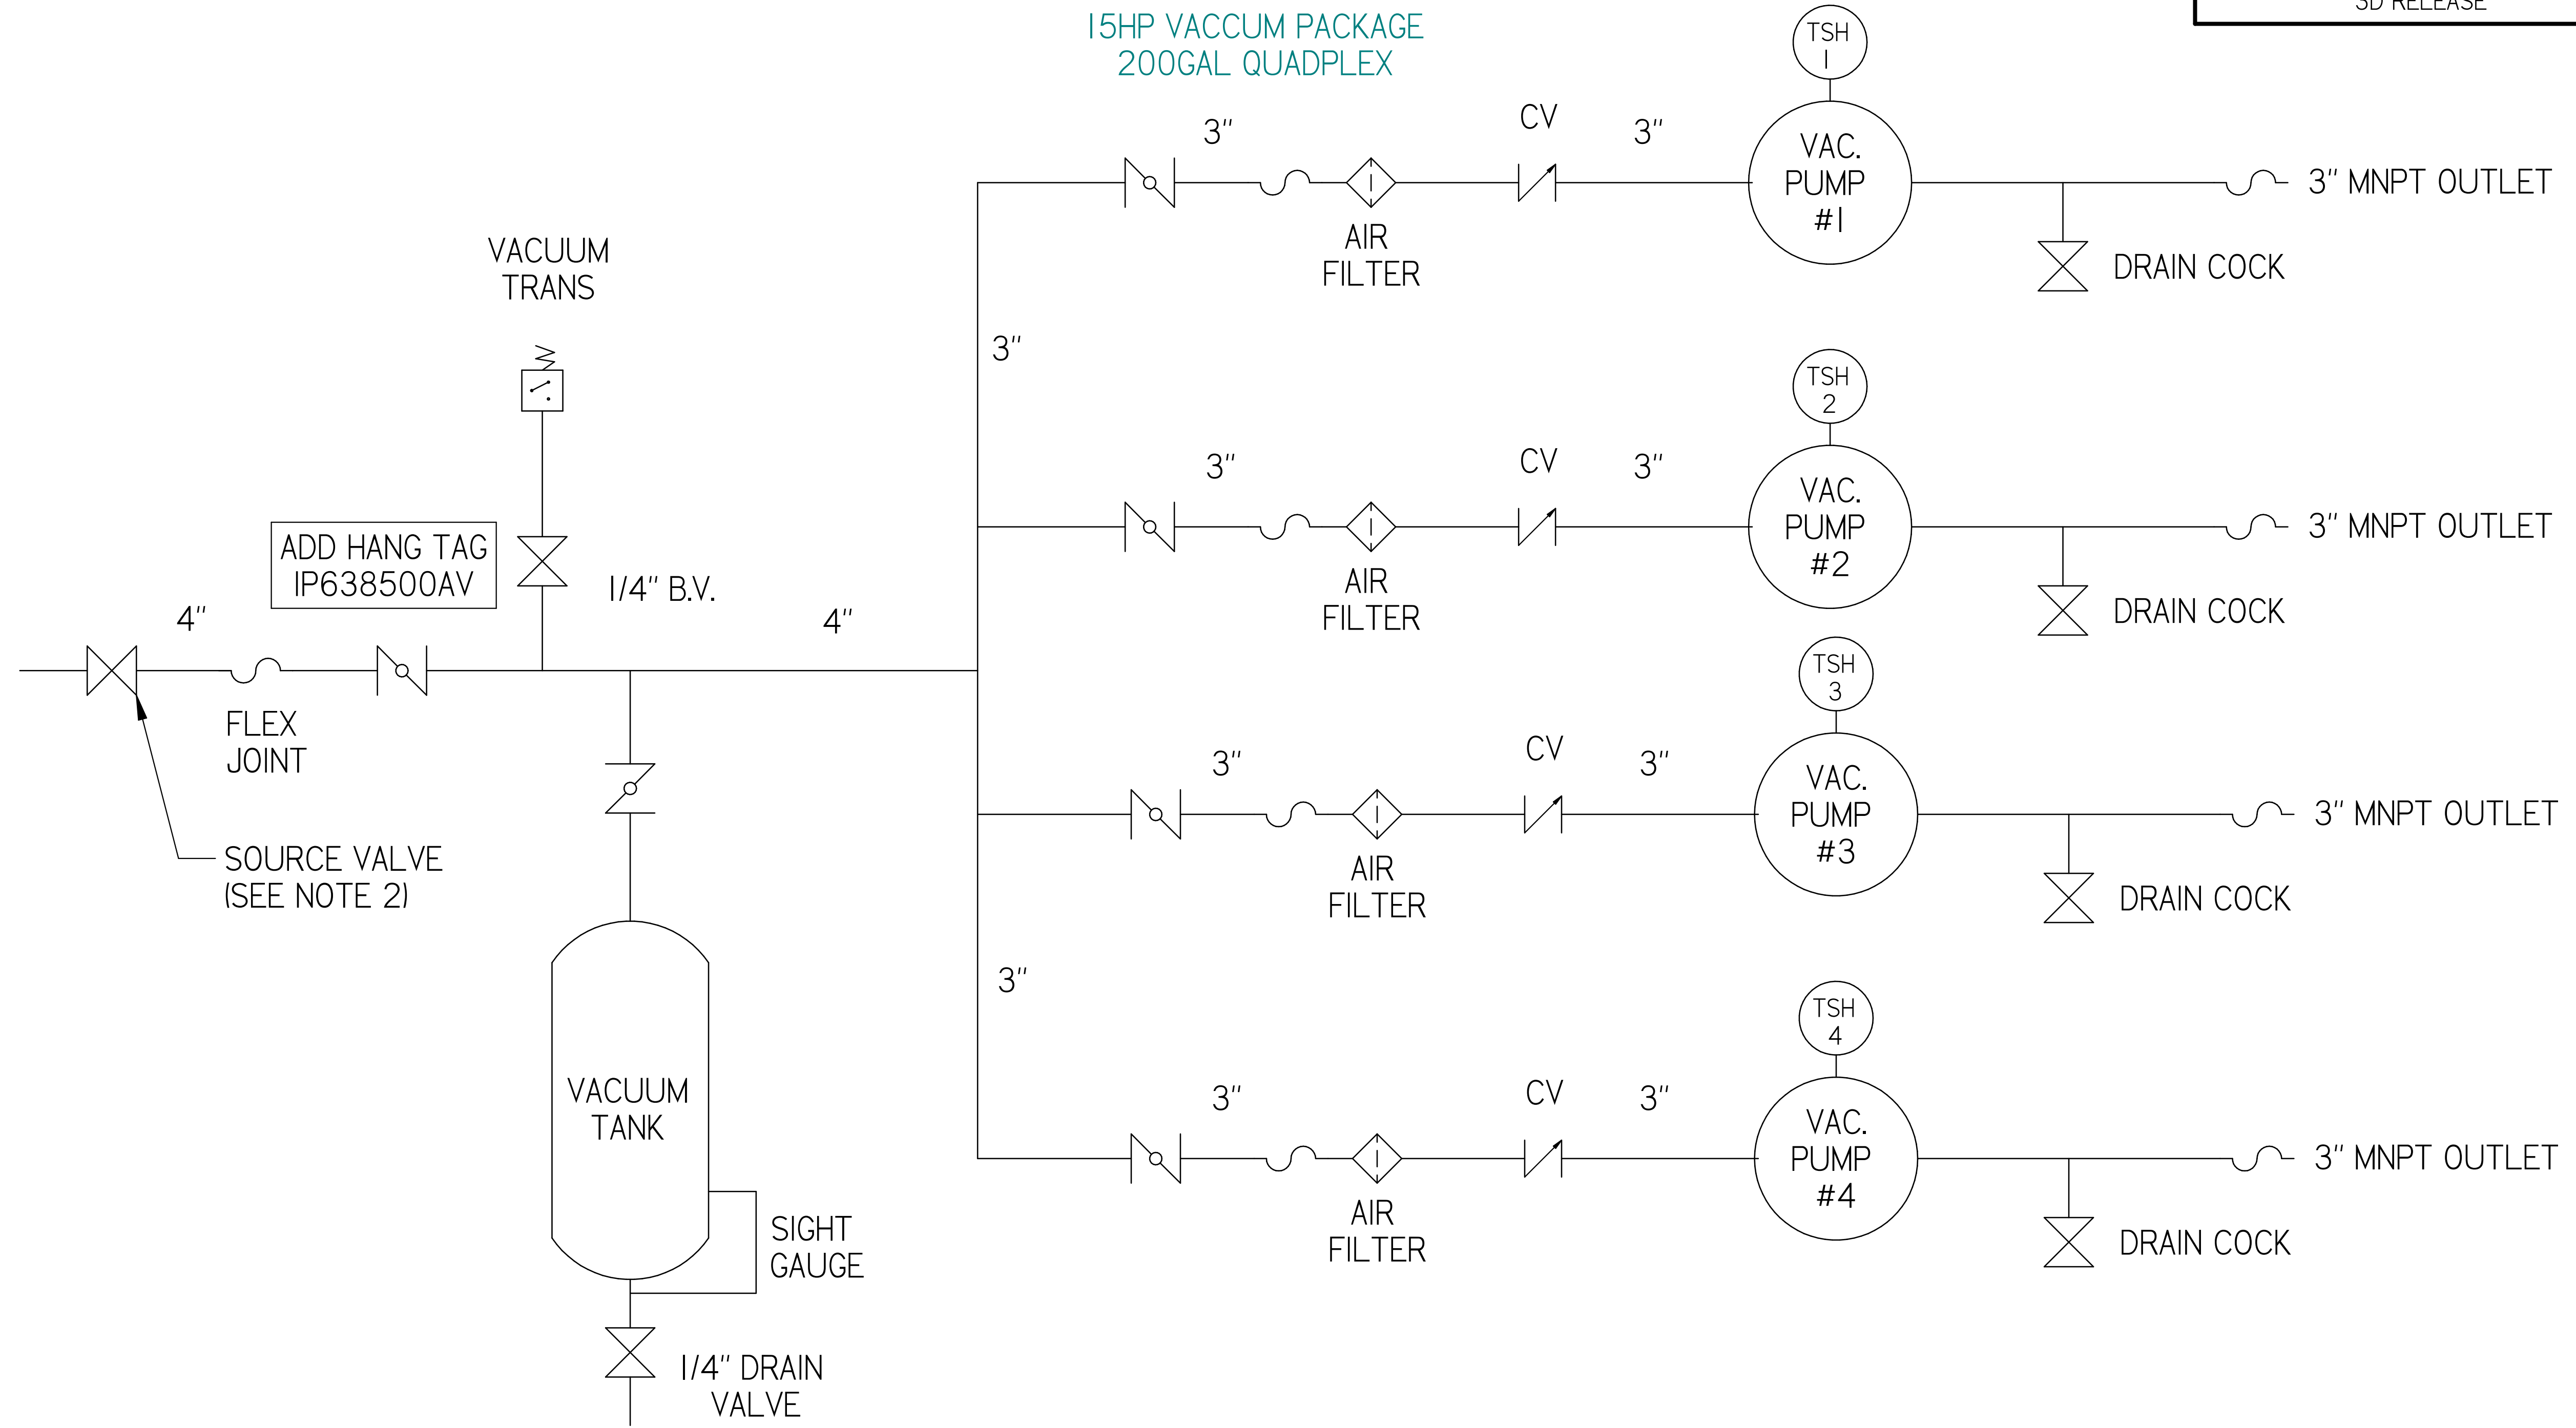 3D RELEASE
15HP VACCUM PACKAGE
200GAL QUADPLEX
TSH
1
3"
CV
3"
VAC.
PUMP
#1
3" MNPT OUTLET
AIR
FILTER
DRAIN COCK
VACUUM
TRANS
3"
TSH
2
3"
CV
3"
VAC.
PUMP
#2
3" MNPT OUTLET
AIR
FILTER
DRAIN COCK
ADD HANG TAG
IP638500AV
1/4" B.V.
4"
4"
FLEX
JOINT
SOURCE VALVE
(SEE NOTE 2)
TSH
3
3"
CV
3"
VAC.
PUMP
#3
3" MNPT OUTLET
AIR
FILTER
DRAIN COCK
3"
TSH
4
3"
CV
3"
VAC.
PUMP
#4
3" MNPT OUTLET
AIR
FILTER
DRAIN COCK
VACUUM
TANK
SIGHT
GAUGE
1/4" DRAIN
VALVE